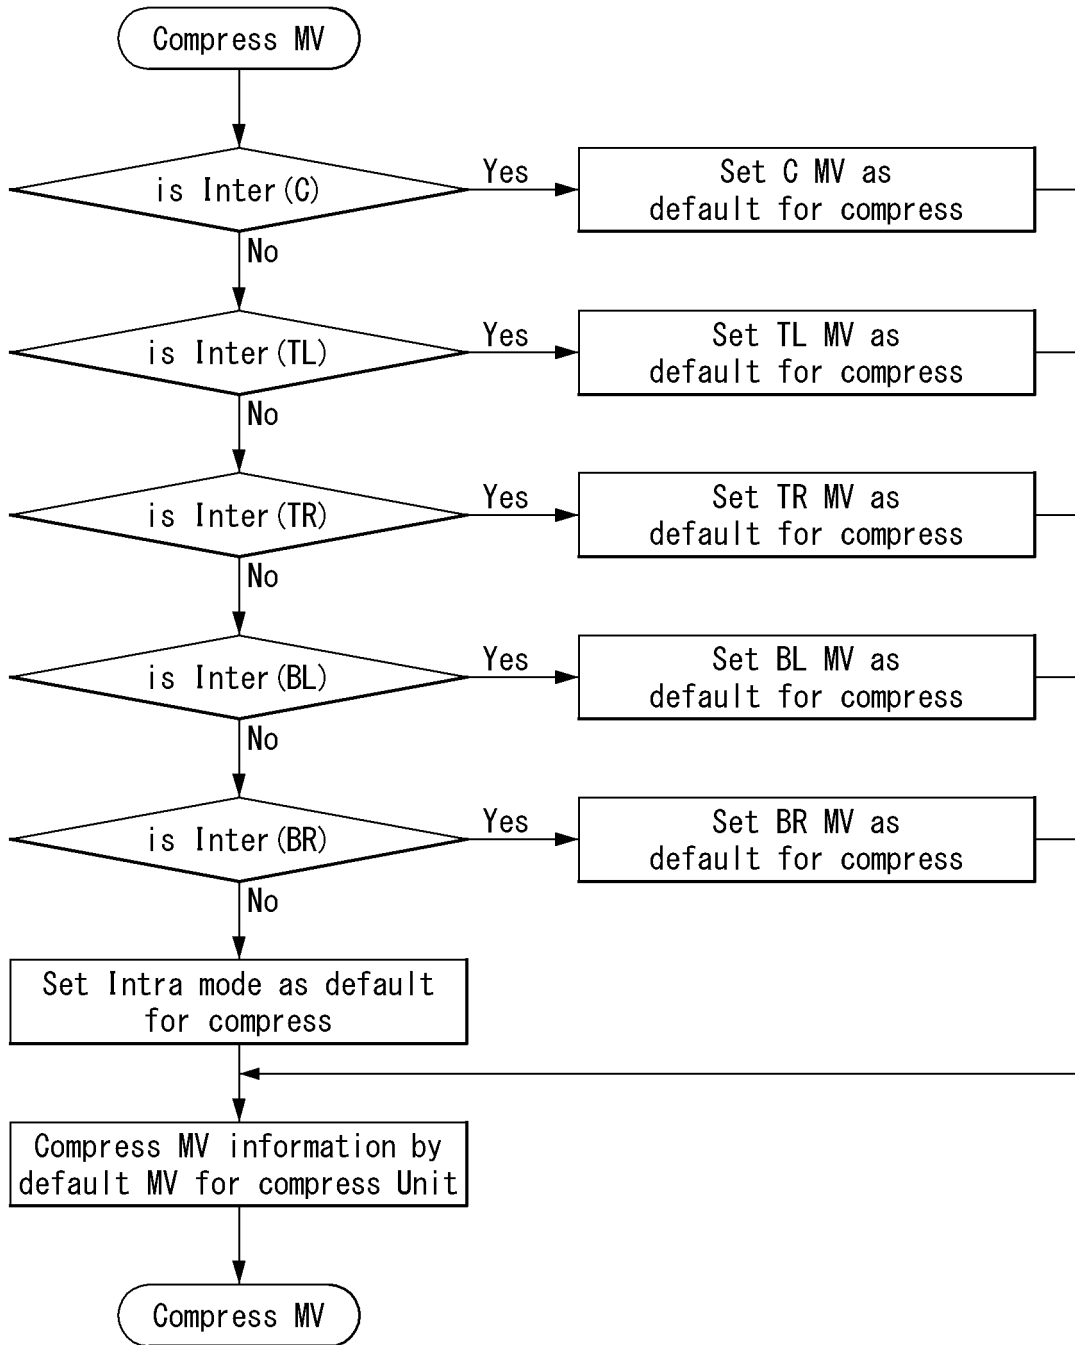 Compress MV
is Inter(C)
Yes
Set C MV as
default for compress
No
is Inter(TL)
Yes
Set TL MV as
default for compress
No
is Inter(TR)
Yes
Set TR MV as
default for compress
No
is Inter(BL)
Yes
Set BL MV as
default for compress
No
is Inter(BR)
Yes
Set BR MV as
default for compress
No
Set Intra mode as default
for compress
Compress MV information by
default MV for compress Unit
Compress MV